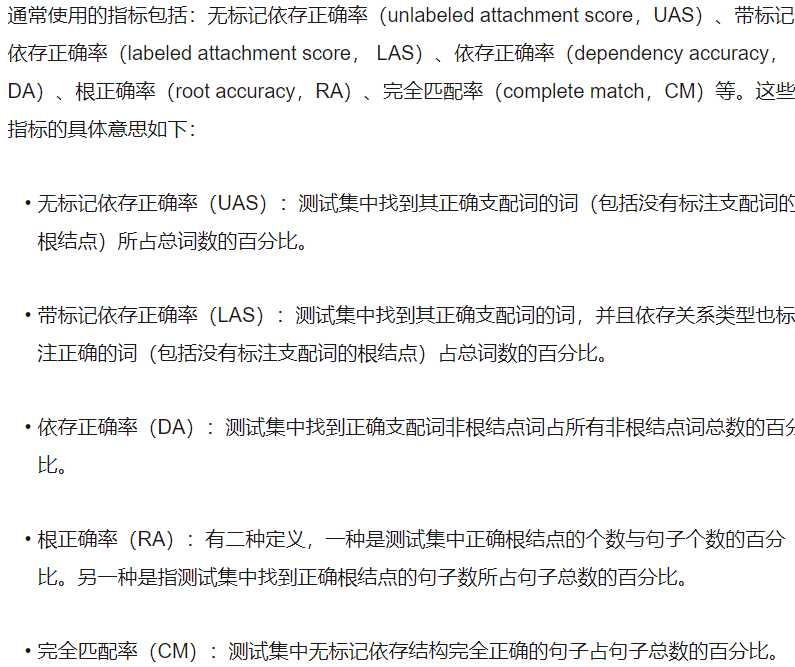 通常使用的指标包括：无标记依存正确率（unlabeled attachment score，UAS）、带标记
依存正确率（labeled attachment score， LAS）、依存正确率（dependency accuracy，
DA）、根正确率（root accuracy，RA）、完全匹配率（complete match，CM）等。这些
指标的具体意思如下：
• 无标记依存正确率（UAS）：测试集中找到其正确支配词的词（包括没有标注支配词的
根结点）所占总词数的百分比。
• 带标记依存正确率（LAS）：测试集中找到其正确支配词的词，并且依存关系类型也标
注正确的词（包括没有标注支配词的根结点）占总词数的百分比。
• 依存正确率（DA）：测试集中找到正确支配词非根结点词占所有非根结点词总数的百分
比。
• 根正确率（RA）：有二种定义，一种是测试集中正确根结点的个数与句子个数的百分
比。另一种是指测试集中找到正确根结点的句子数所占句子总数的百分比。
• 完全匹配率（CM）：测试集中无标记依存结构完全正确的句子占句子总数的百分比。